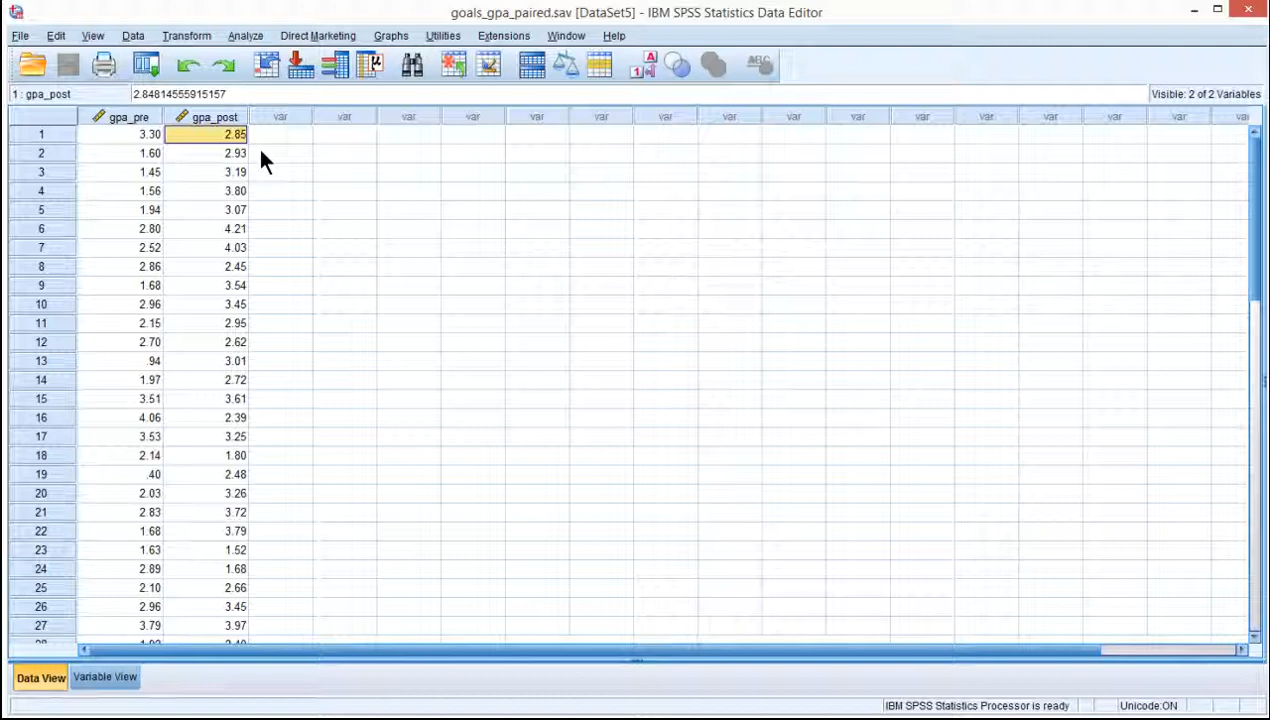 goals_gpa_paired.sav [DataSet5] - IBM SPSS Statistics Data Editor
File Edit View Data Transform Analyze Direct Marketing Graphs Utilities Extensions Window Help
1 : gpa_post 2.84814555915157 Visible: 2 of 2 Variables
gpa_pre gpa_post var var var var var var var var var var var var var var var
1 3.30 2.85
2 1.60 2.93
3 1.45 3.19
4 1.56 3.80
5 1.94 3.07
6 2.80 4.21
7 2.52 4.03
8 2.86 2.45
9 1.68 3.54
10 2.96 3.45
11 2.15 2.95
12 2.70 2.62
13 .94 3.01
14 1.97 2.72
15 3.51 3.61
16 4.06 2.39
17 3.53 3.25
18 2.14 1.80
19 .40 2.48
20 2.03 3.26
21 2.83 3.72
22 1.68 3.79
23 1.63 1.52
24 2.89 1.68
25 2.10 2.66
26 2.96 3.45
27 3.79 3.97
Data View Variable View
IBM SPSS Statistics Processor is ready Unicode:ON